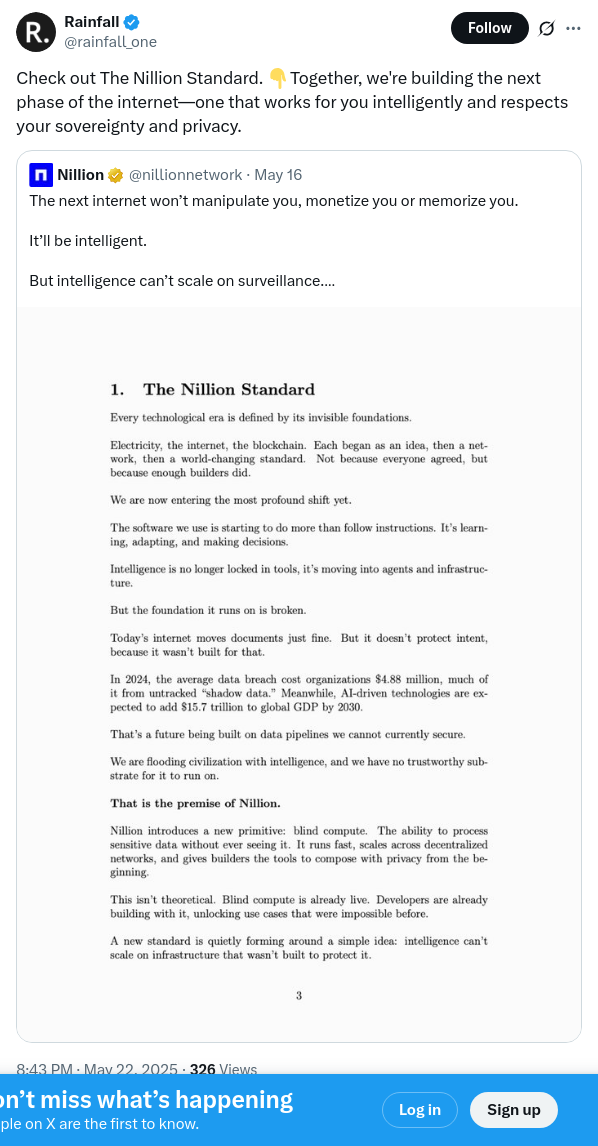 R.
Rainfall
@rainfall_one
Follow
Check out The Nillion Standard. 👇 Together, we're building the next
phase of the internet—one that works for you intelligently and respects
your sovereignty and privacy.
Nillion @nillionnetwork · May 16
The next internet won’t manipulate you, monetize you or memorize you.
It’ll be intelligent.
But intelligence can’t scale on surveillance....
1. The Nillion Standard
Every technological era is defined by its invisible foundations.
Electricity, the internet, the blockchain. Each began as an idea, then a net-
work, then a world-changing standard. Not because everyone agreed, but
because enough builders did.
We are now entering the most profound shift yet.
The software we use is starting to do more than follow instructions. It’s learn-
ing, adapting, and making decisions.
Intelligence is no longer locked in tools, it’s moving into agents and infrastruc-
ture.
But the foundation it runs on is broken.
Today’s internet moves documents just fine. But it doesn’t protect intent,
because it wasn’t built for that.
In 2024, the average data breach cost organizations $4.88 million, much of
it from untracked “shadow data.” Meanwhile, AI-driven technologies are ex-
pected to add $15.7 trillion to global GDP by 2030.
That’s a future being built on data pipelines we cannot currently secure.
We are flooding civilization with intelligence, and we have no trustworthy sub-
strate for it to run on.
That is the premise of Nillion.
Nillion introduces a new primitive: blind compute. The ability to process
sensitive data without ever seeing it. It runs fast, scales across decentralized
networks, and gives builders the tools to compose with privacy from the be-
ginning.
This isn’t theoretical. Blind compute is already live. Developers are already
building with it, unlocking use cases that were impossible before.
A new standard is quietly forming around a simple idea: intelligence can’t
scale on infrastructure that wasn’t built to protect it.
3
8:43 PM · May 22, 2025 · 326 Views
on’t miss what’s happening
ple on X are the first to know.
Log in
Sign up